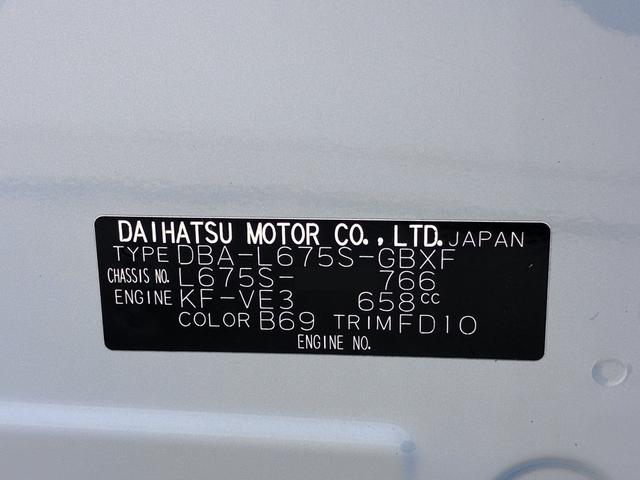 DAIHATSU MOTOR CO., LTD. JAPAN
TYPE DBA-L675S-GBXF
CHASSIS NO. L675S- 766
ENGINE KF-VE3 658cc
COLOR B69 TRIM FD10
ENGINE NO.